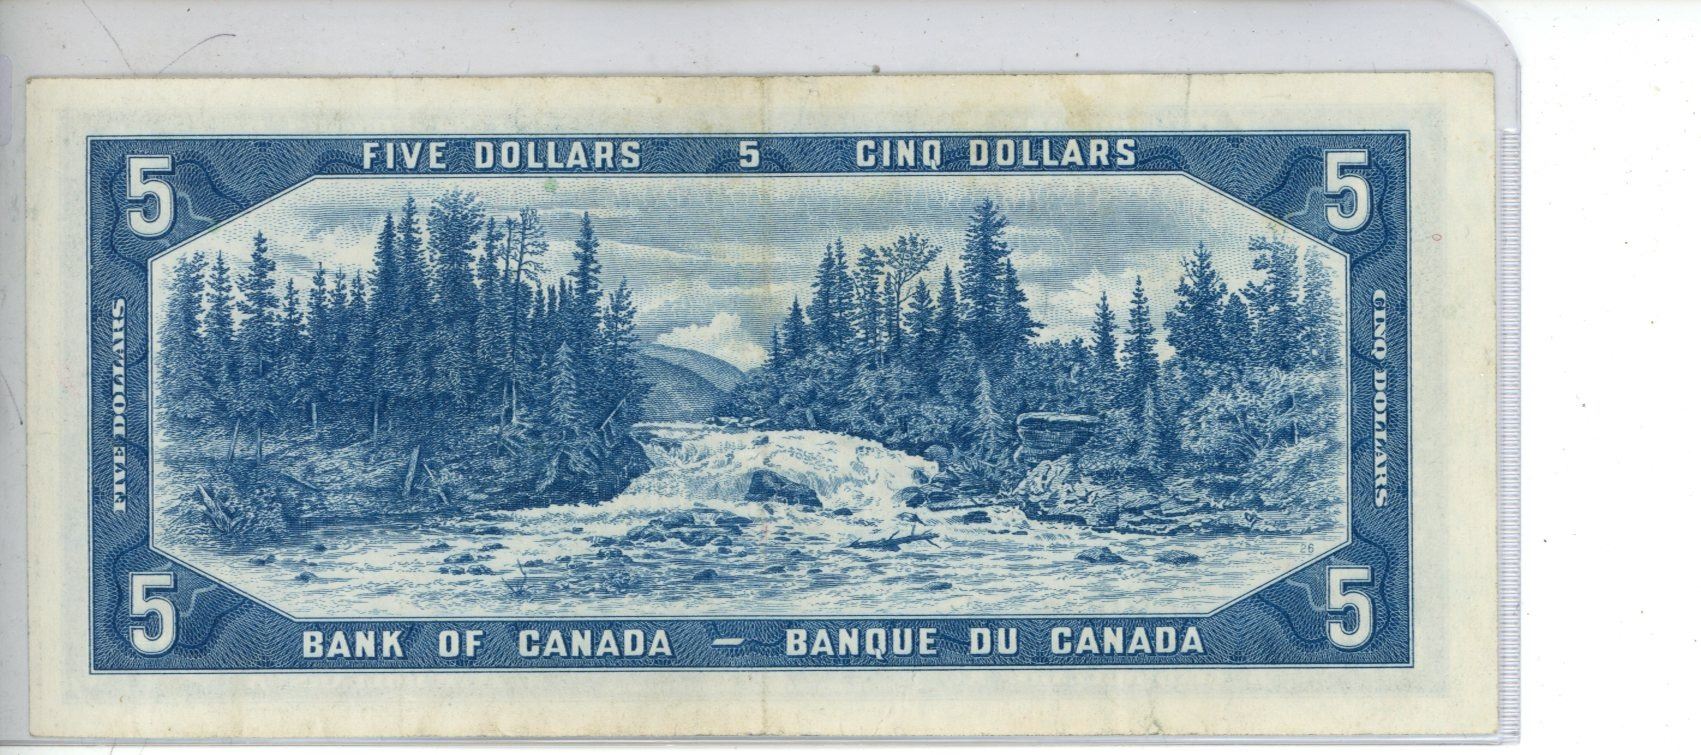 FIVE DOLLARS 5 CINQ DOLLARS
5 5
FIVE DOLLARS
CINQ DOLLARS
26
5 5
BANK OF CANADA — BANQUE DU CANADA